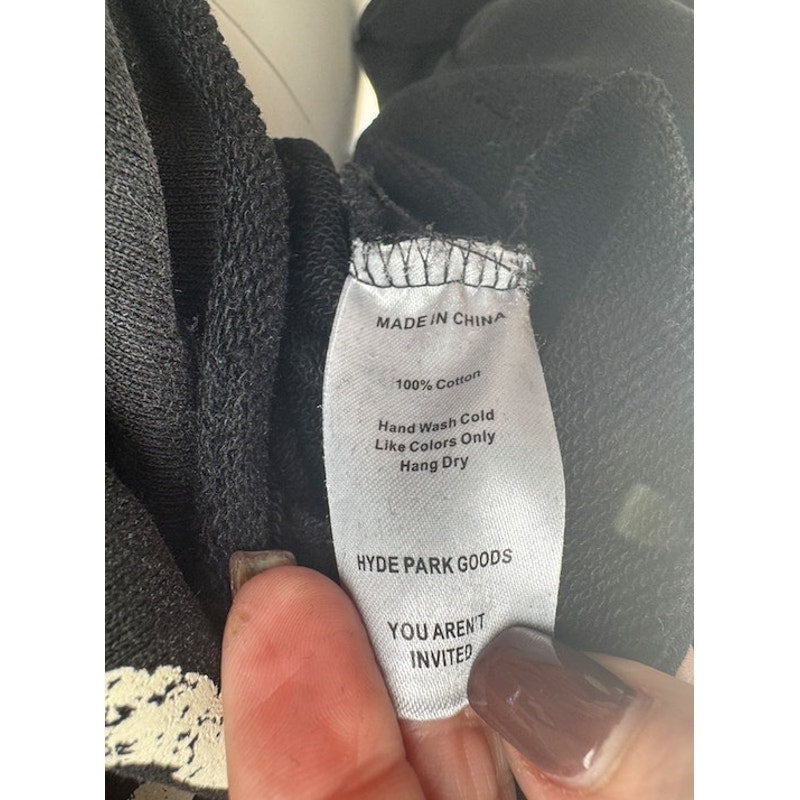 MADE IN CHINA
100% Cotton
Hand Wash Cold
Like Colors Only
Hang Dry
HYDE PARK GOODS
YOU AREN'T
INVITED